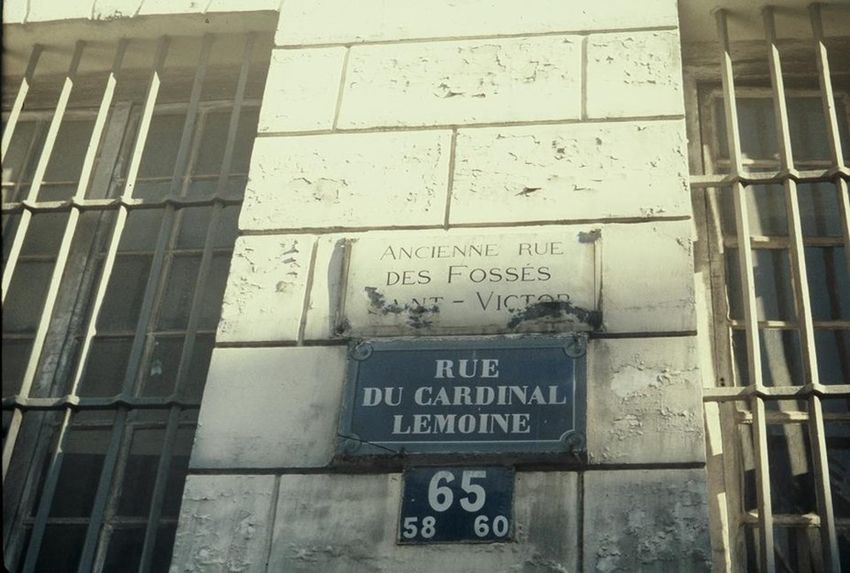 ANCIENNE RUE
DES FOSSÉS
- VICTOR
RUE
DU CARDINAL
LEMOINE
65
58 60